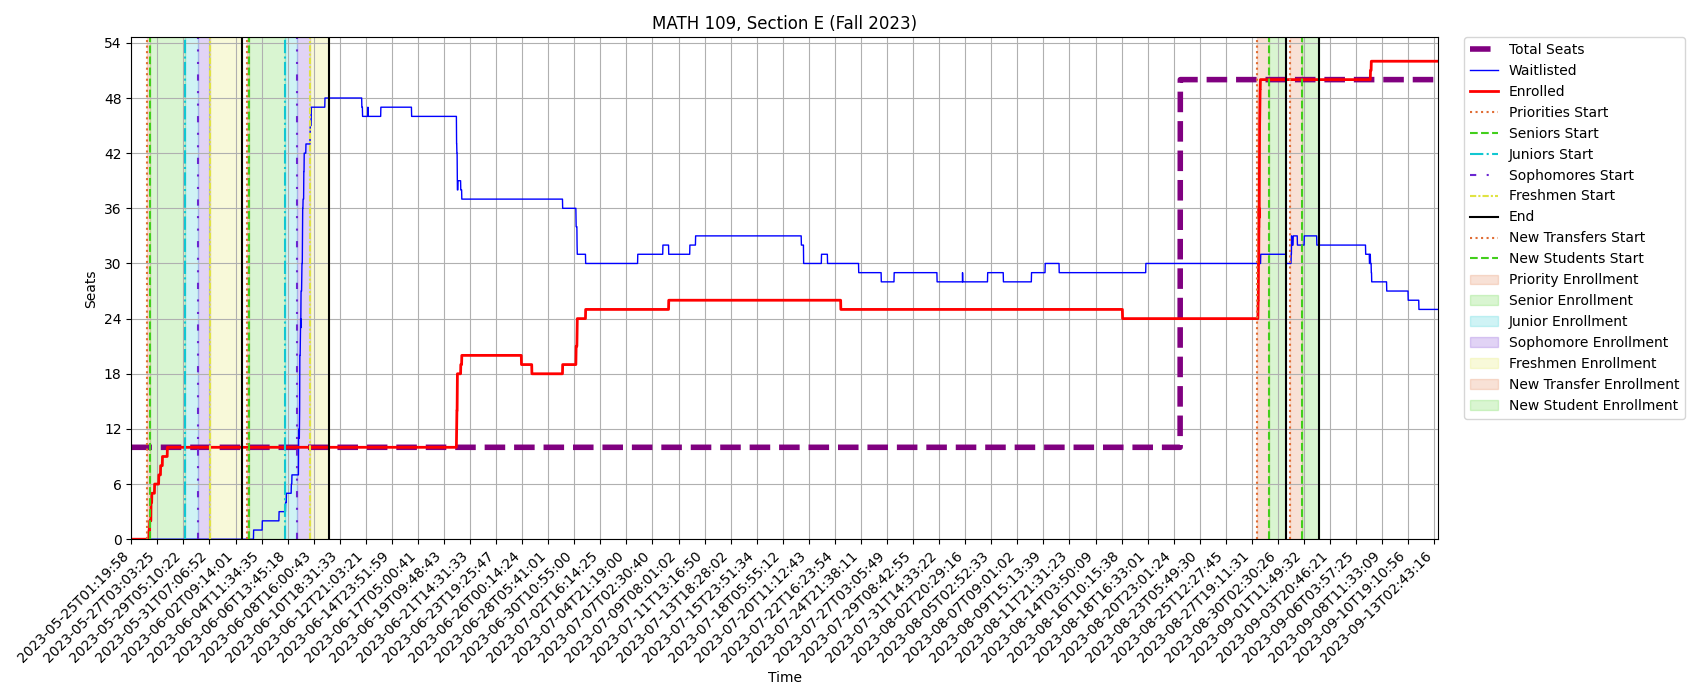 MATH 109, Section E (Fall 2023)
54
48
42
36
30
24
18
12
6
0
Seats
2023-05-25T01:19:58
2023-05-27T03:03:25
2023-05-29T05:10:22
2023-05-31T07:06:52
2023-06-02T09:14:01
2023-06-04T11:34:35
2023-06-06T13:45:18
2023-06-08T16:00:43
2023-06-10T18:31:33
2023-06-12T21:03:21
2023-06-14T23:51:59
2023-06-17T05:00:41
2023-06-19T09:48:43
2023-06-21T14:31:33
2023-06-23T19:25:47
2023-06-26T00:14:24
2023-06-28T05:41:01
2023-06-30T10:55:00
2023-07-02T16:14:25
2023-07-04T21:19:00
2023-07-07T02:30:40
2023-07-09T08:01:02
2023-07-11T13:16:50
2023-07-13T18:28:02
2023-07-15T23:51:34
2023-07-18T05:55:12
2023-07-20T11:12:43
2023-07-22T16:23:54
2023-07-24T21:38:11
2023-07-27T03:05:49
2023-07-29T08:42:55
2023-07-31T14:33:22
2023-08-02T20:29:16
2023-08-05T02:52:33
2023-08-07T09:01:02
2023-08-09T15:13:39
2023-08-11T21:31:23
2023-08-14T03:50:09
2023-08-16T10:15:38
2023-08-18T16:33:01
2023-08-20T23:01:24
2023-08-23T05:49:30
2023-08-25T12:27:45
2023-08-27T19:11:31
2023-08-30T02:30:26
2023-09-01T11:49:32
2023-09-03T20:46:21
2023-09-06T03:57:25
2023-09-08T11:33:09
2023-09-10T19:10:56
2023-09-13T02:43:16
Time
Total Seats
Waitlisted
Enrolled
Priorities Start
Seniors Start
Juniors Start
Sophomores Start
Freshmen Start
End
New Transfers Start
New Students Start
Priority Enrollment
Senior Enrollment
Junior Enrollment
Sophomore Enrollment
Freshmen Enrollment
New Transfer Enrollment
New Student Enrollment